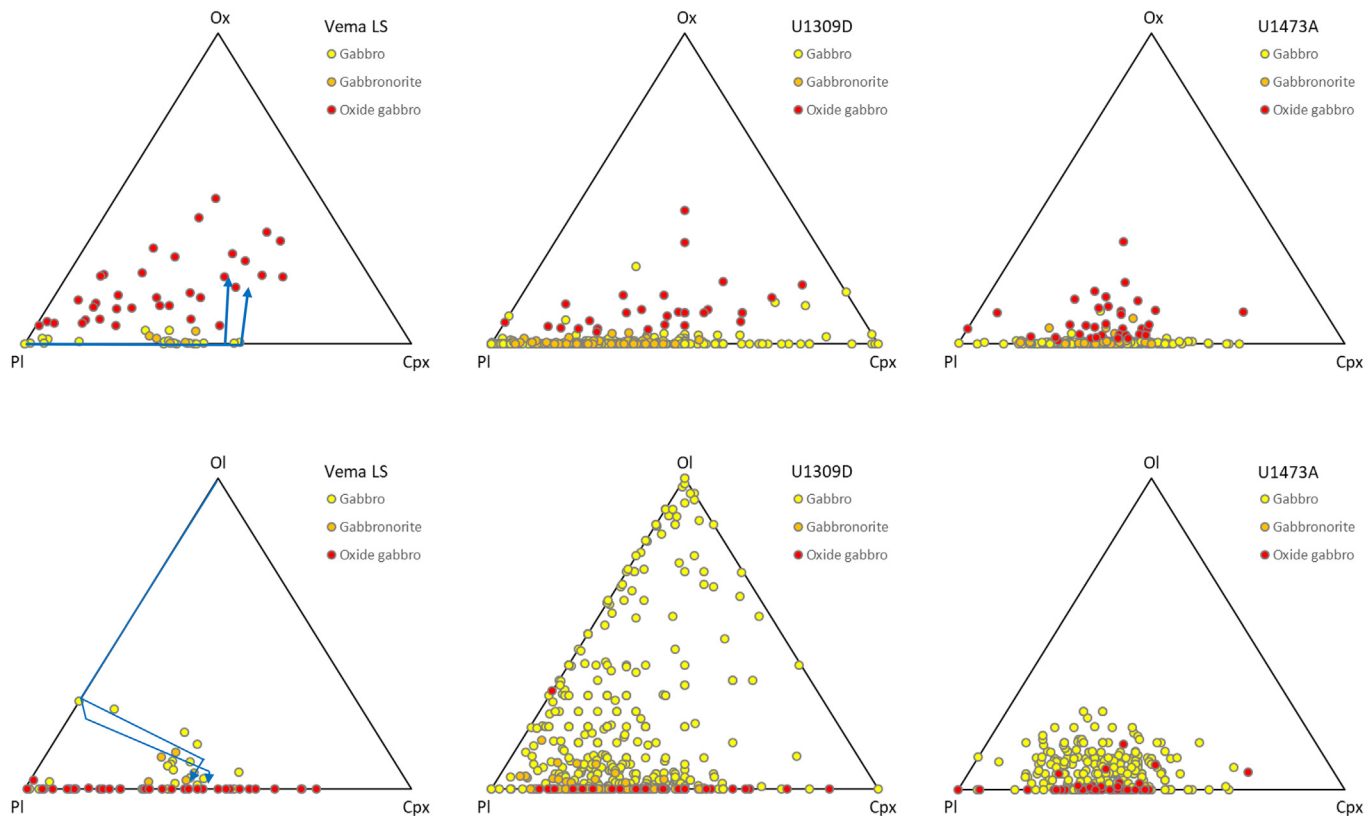 Ox
Vema LS
Gabbro
Gabbronorite
Oxide gabbro
Pl
Cpx
Ox
U1309D
Gabbro
Gabbronorite
Oxide gabbro
Pl
Cpx
Ox
U1473A
Gabbro
Gabbronorite
Oxide gabbro
Pl
Cpx
Ol
Vema LS
Gabbro
Gabbronorite
Oxide gabbro
Pl
Cpx
Ol
U1309D
Gabbro
Gabbronorite
Oxide gabbro
Pl
Cpx
Ol
U1473A
Gabbro
Gabbronorite
Oxide gabbro
Pl
Cpx